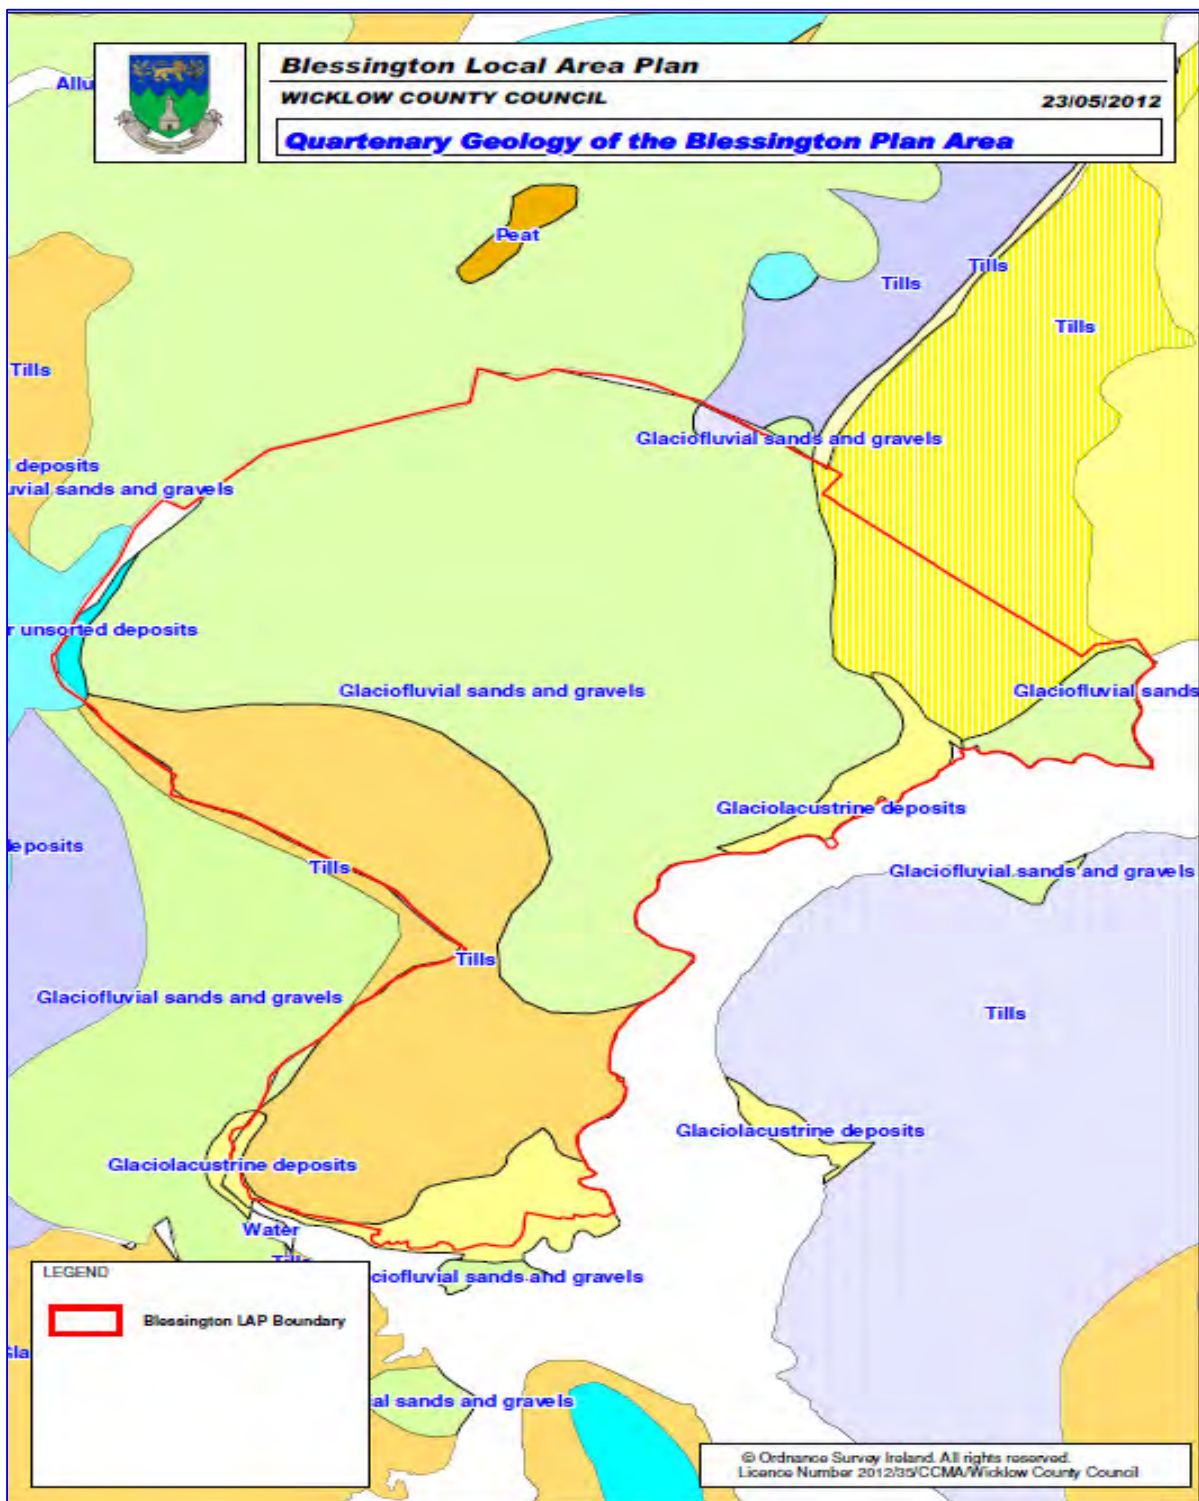 Blessington Local Area Plan
WICKLOW COUNTY COUNCIL 23/05/2012
Quartenary Geology of the Blessington Plan Area
Allu
Peat
Tills
Tills
Tills
Tills
Glaciofluvial sands and gravels
deposits
uvial sands and gravels
r unsorted deposits
Glaciofluvial sands and gravels
Glaciofluvial sands
Glaciolacustrine deposits
eposits
Tills
Glaciofluvial sands and gravels
Tills
Glaciofluvial sands and gravels
Tills
Glaciolacustrine deposits
Glaciolacustrine deposits
Water
Tills
ciofluvial sands and gravels
LEGEND
Blessington LAP Boundary
Gla
ial sands and gravels
© Ordnance Survey Ireland. All rights reserved.
Licence Number 2012/35/CCMA/Wicklow County Council